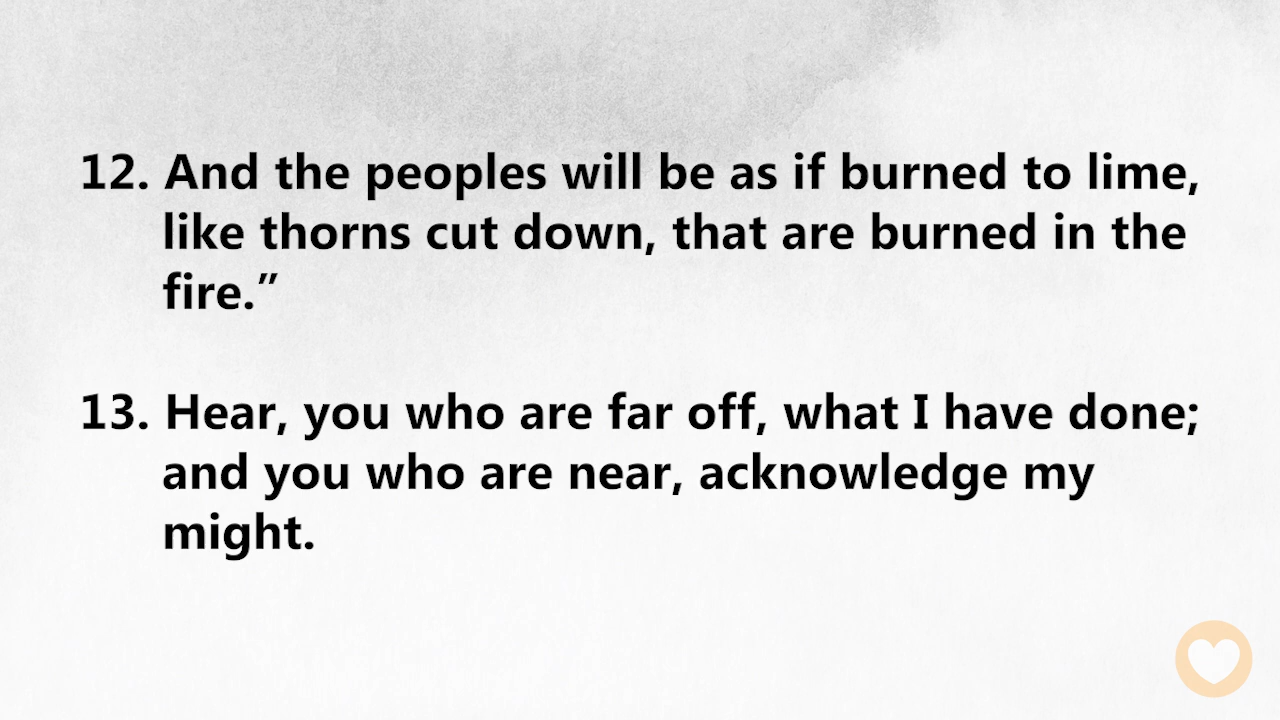 12. And the peoples will be as if burned to lime,
like thorns cut down, that are burned in the
fire.”
13. Hear, you who are far off, what I have done;
and you who are near, acknowledge my
might.